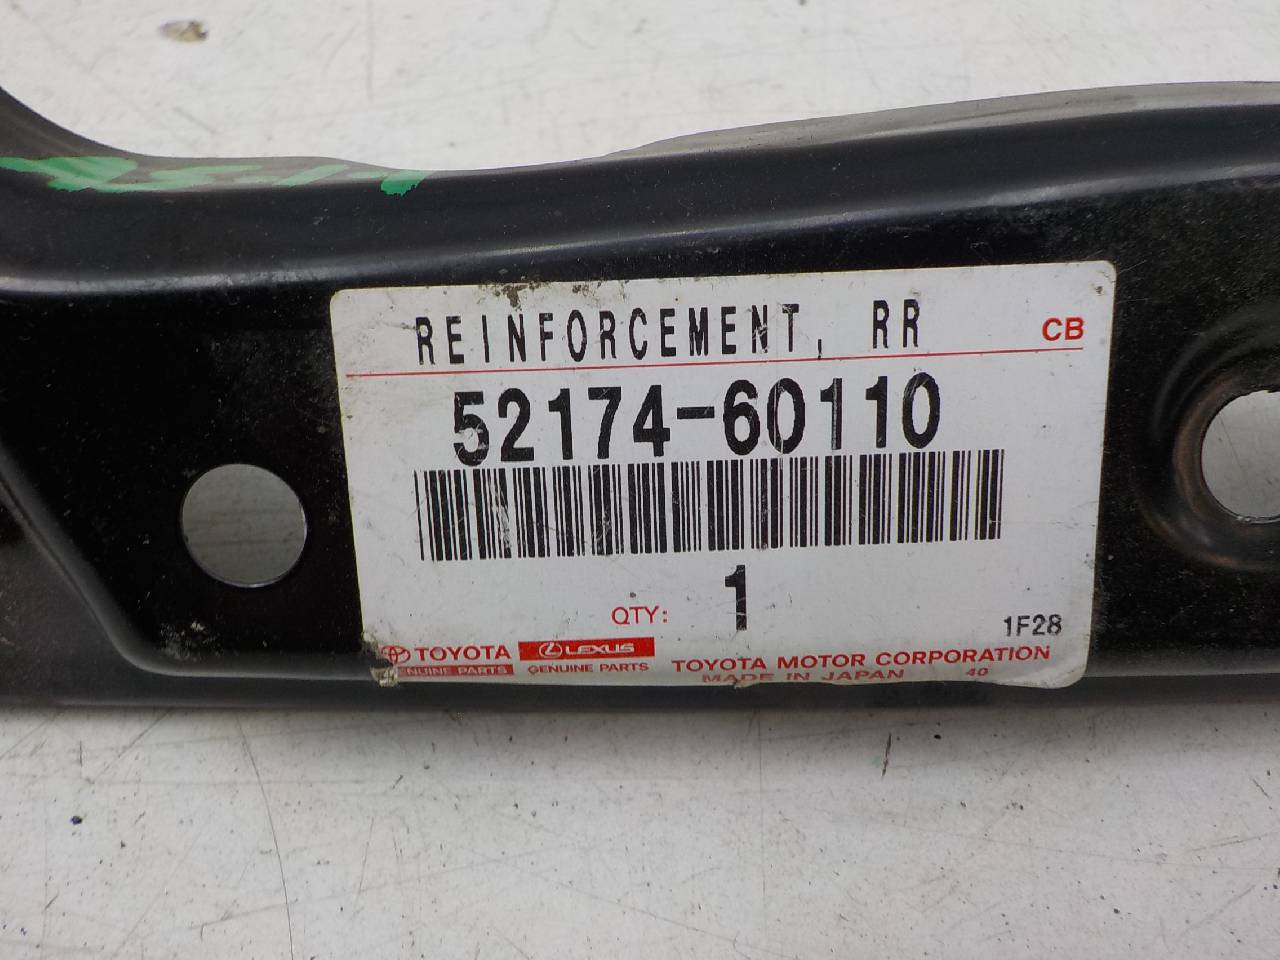 REINFORCEMENT, RR
CB
52174-60110
QTY: 1
1F28
TOYOTA LEXUS
GENUINE PARTS GENUINE PARTS TOYOTA MOTOR CORPORATION
MADE IN JAPAN 40